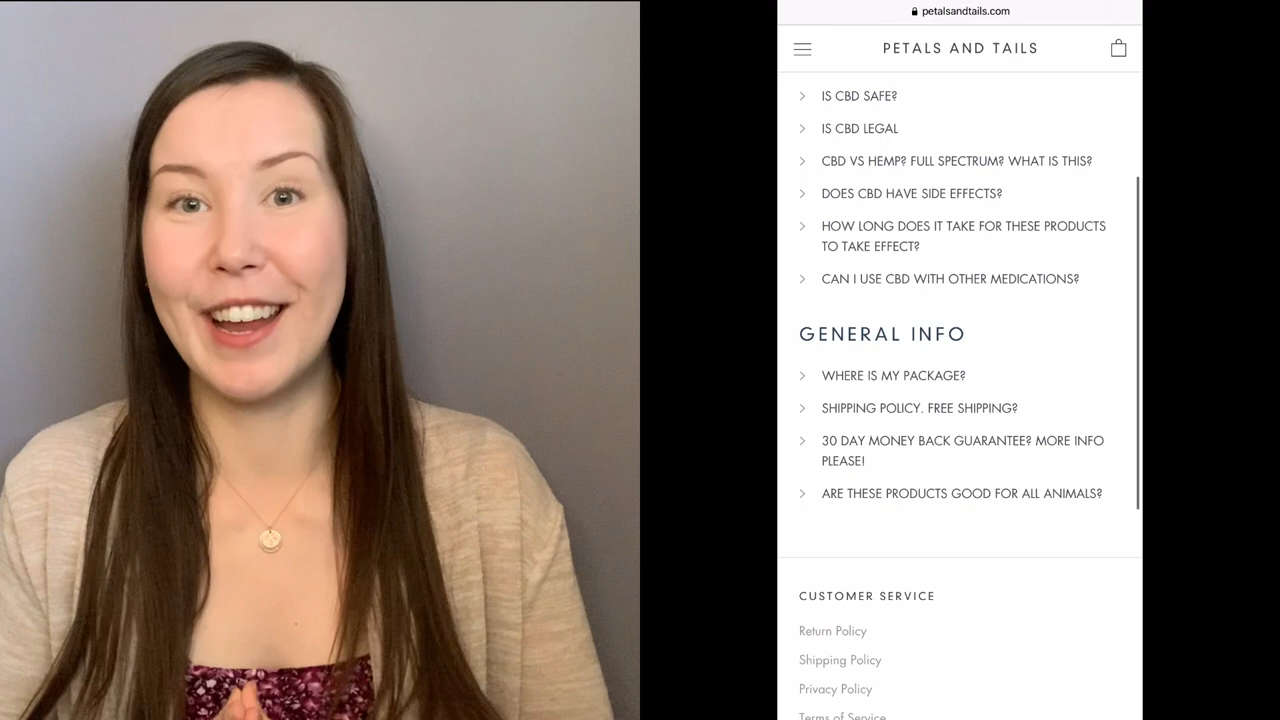 petalsandtails.com
PETALS AND TAILS
IS CBD SAFE?
IS CBD LEGAL
CBD VS HEMP? FULL SPECTRUM? WHAT IS THIS?
DOES CBD HAVE SIDE EFFECTS?
HOW LONG DOES IT TAKE FOR THESE PRODUCTS
TO TAKE EFFECT?
CAN I USE CBD WITH OTHER MEDICATIONS?
GENERAL INFO
WHERE IS MY PACKAGE?
SHIPPING POLICY. FREE SHIPPING?
30 DAY MONEY BACK GUARANTEE? MORE INFO
PLEASE!
ARE THESE PRODUCTS GOOD FOR ALL ANIMALS?
CUSTOMER SERVICE
Return Policy
Shipping Policy
Privacy Policy
Terms of Service